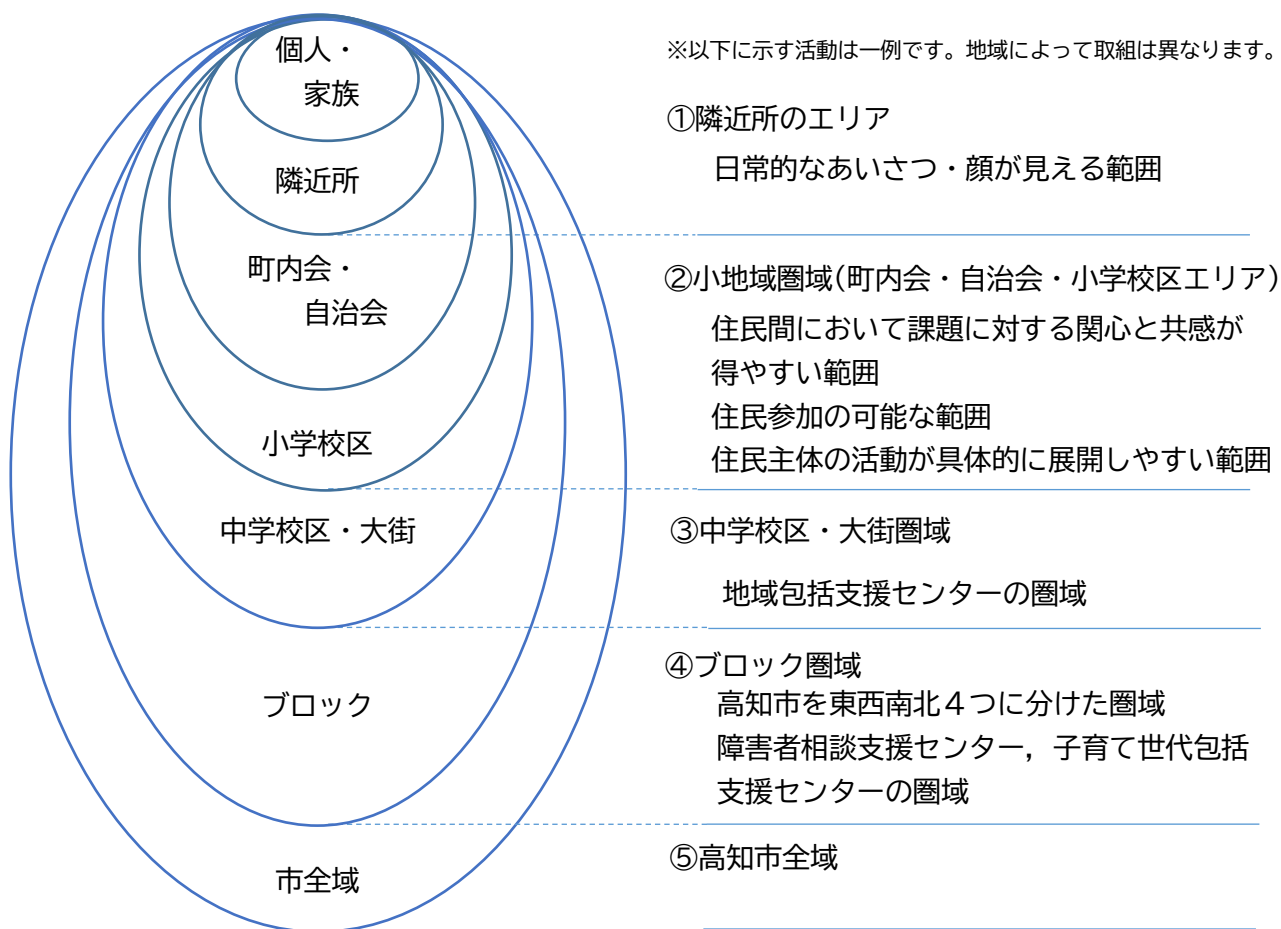 個人・
家族
隣近所
町内会・
自治会
小学校区
中学校区・大街
ブロック
市全域
※以下に示す活動は一例です。地域によって取組は異なります。
①隣近所のエリア
日常的なあいさつ・顔が見える範囲
②小地域圏域(町内会・自治会・小学校区エリア)
住民間において課題に対する関心と共感が
得やすい範囲
住民参加の可能な範囲
住民主体の活動が具体的に展開しやすい範囲
③中学校区・大街圏域
地域包括支援センターの圏域
④ブロック圏域
高知市を東西南北4つに分けた圏域
障害者相談支援センター，子育て世代包括
支援センターの圏域
⑤高知市全域